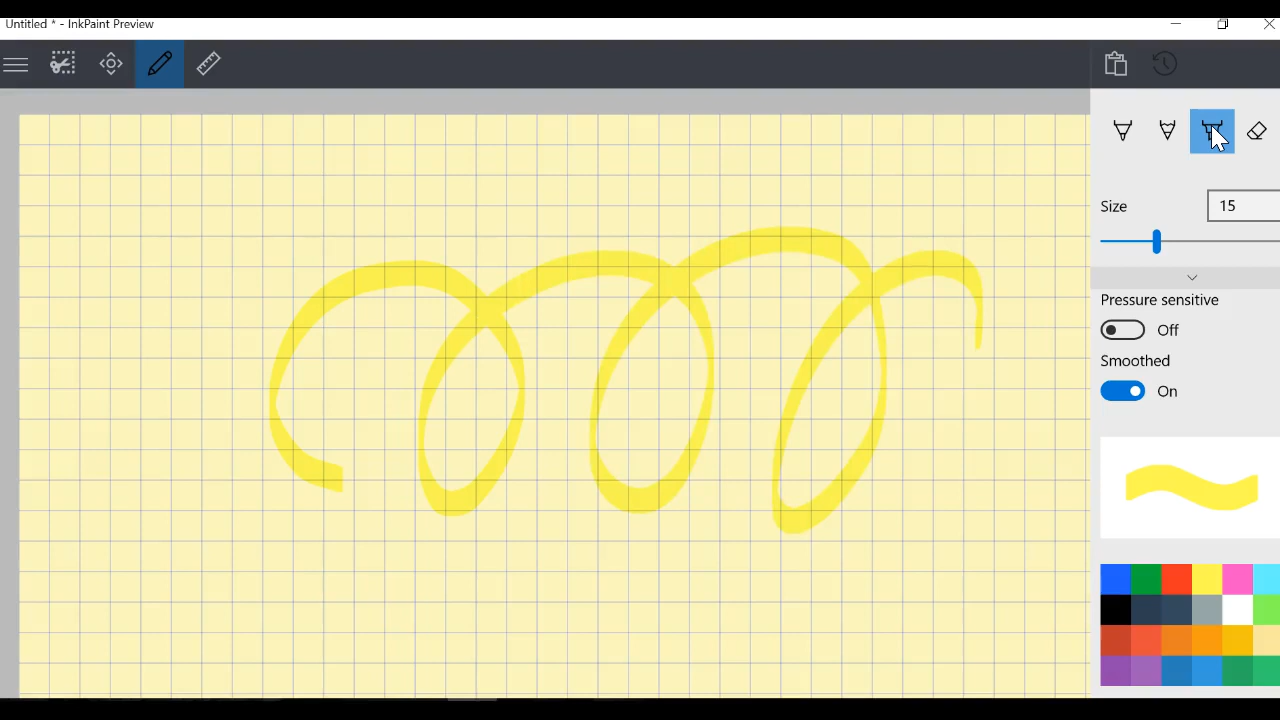 Untitled * - InkPaint Preview
Size
15
Pressure sensitive
Off
Smoothed
On